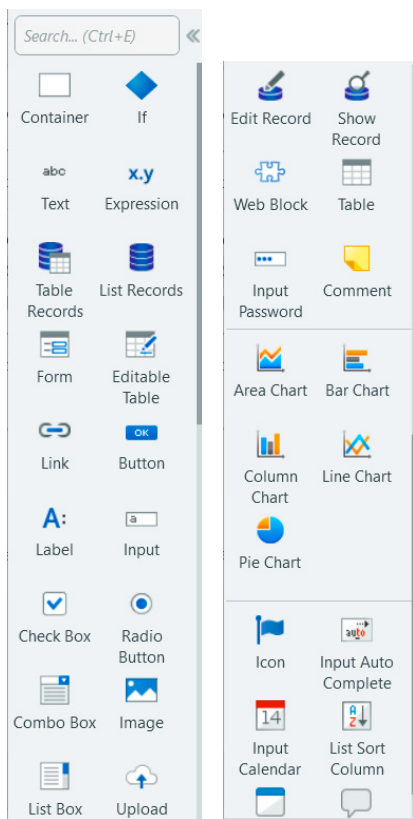 Search... (Ctrl+E)
Container If
abc x.y
Text Expression
Table List Records
Records
Form Editable
Table
OK
Link Button
A: a
Label Input
Check Box Radio
Button
Combo Box Image
List Box Upload
Edit Record Show
Record
Web Block Table
Input Comment
Password
Area Chart Bar Chart
Column Line Chart
Chart
Pie Chart
auto
Icon Input Auto
Complete
14 A
Z
Input List Sort
Calendar Column